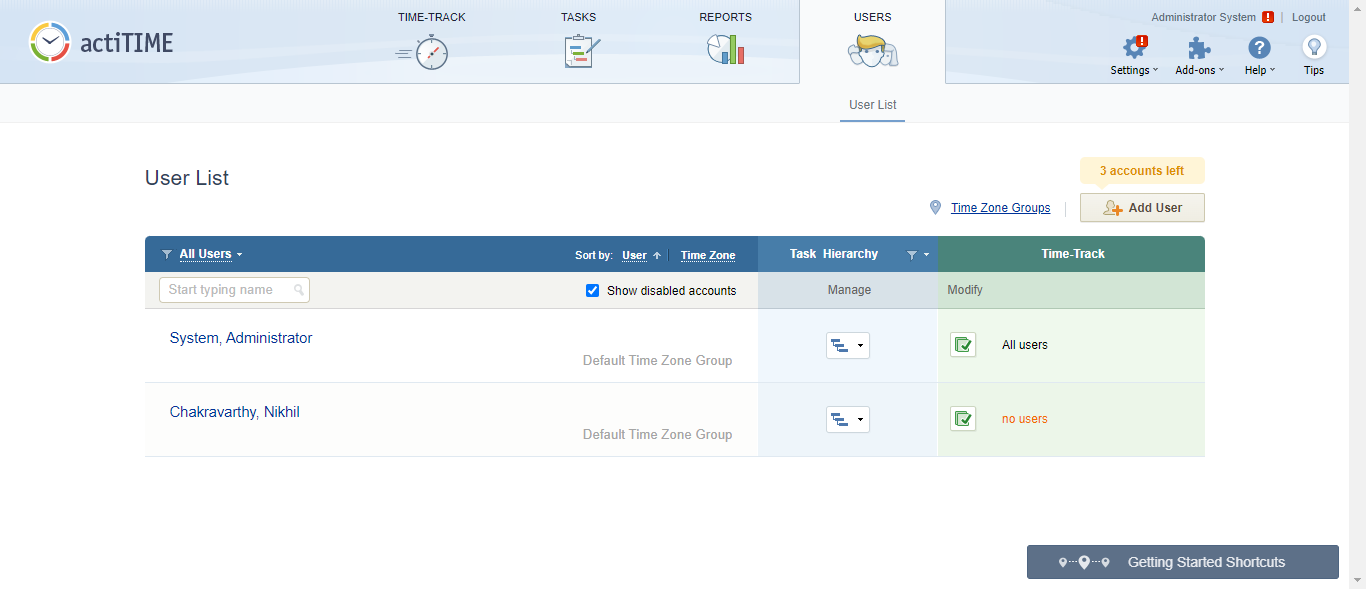 actiTIME
TIME-TRACK
TASKS
REPORTS
USERS
Administrator System ! | Logout
!
Settings
Add-ons
?
Help
Tips
User List
User List
3 accounts left
Time Zone Groups
Add User
All Users
Sort by: User
Time Zone
Task Hierarchy
Time-Track
Start typing name
Show disabled accounts
Manage
Modify
System, Administrator
Default Time Zone Group
All users
Chakravarthy, Nikhil
Default Time Zone Group
no users
Getting Started Shortcuts